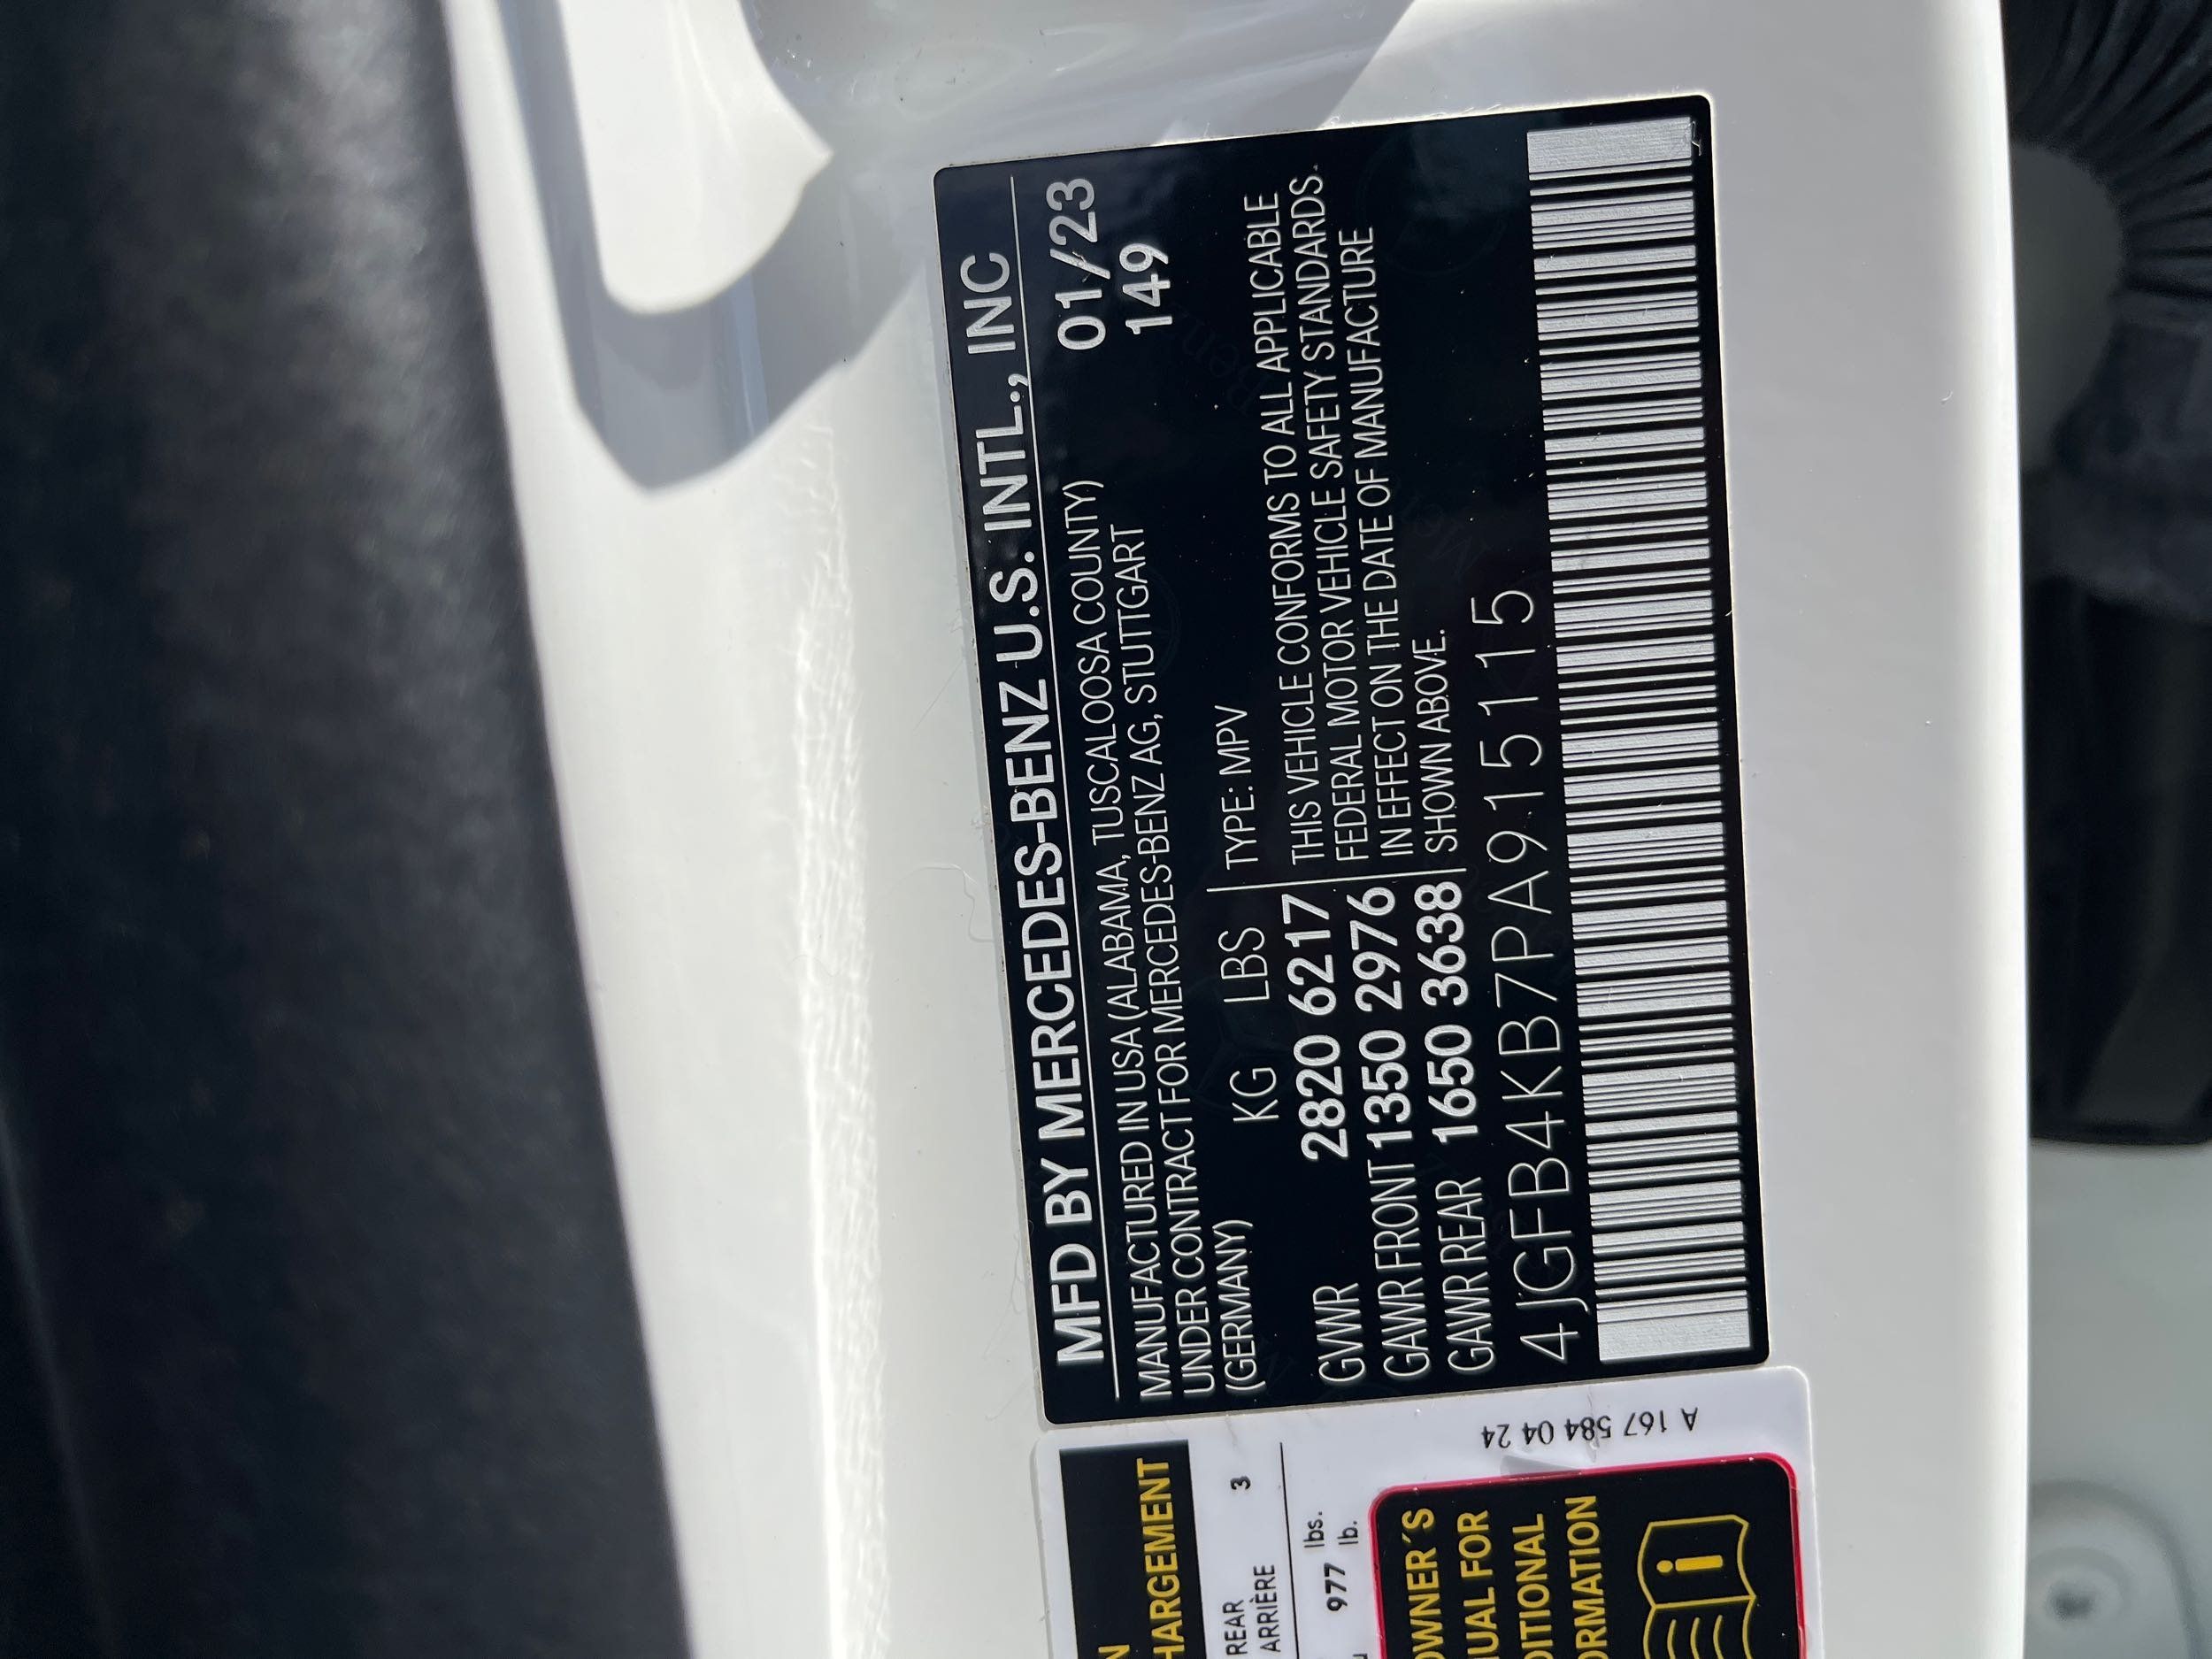 MFD BY MERCEDES-BENZ U.S. INTL., INC
MANUFACTURED IN USA (ALABAMA, TUSCALOOSA COUNTY)
01/23
UNDER CONTRACT FOR MERCEDES-BENZ AG, STUTTGART
149
(GERMANY)
KG LBS TYPE: MPV
GVWR 2820 6217 THIS VEHICLE CONFORMS TO ALL APPLICABLE
FEDERAL MOTOR VEHICLE SAFETY STANDARDS.
GAWR FRONT 1350 2976 IN EFFECT ON THE DATE OF MANUFACTURE
GAWR REAR 1650 3638 SHOWN ABOVE.
4JGFB4KB7PA915115
HARGEMENT
REAR
ARRIÈRE 3
977 lbs.
lb.
OWNER'S
UAL FOR
DITIONAL
ORMATION
A 167 584 04 24